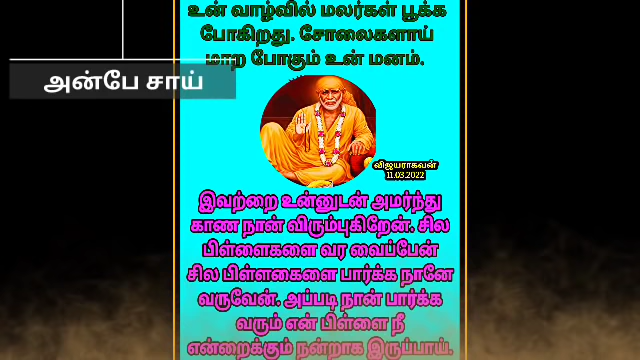 உன் வாழ்வில் மலர்கள் பூக்க
போகிறது. சோலைகளாய்
மாற போகும் உன் மனம்.
அன்பே சாய்
விஜயராகவன்
11.03.2022
இவற்றை உன்னுடன் அமர்ந்து
காண நான் விரும்புகிறேன். சில
பிள்ளைகளை வர வைப்பேன்
சில பிள்ளகைளை பார்க்க நானே
வருவேன். அப்படி நான் பார்க்க
வரும் என் பிள்ளை நீ
என்றைக்கும் நன்றாக இருப்பாய்.